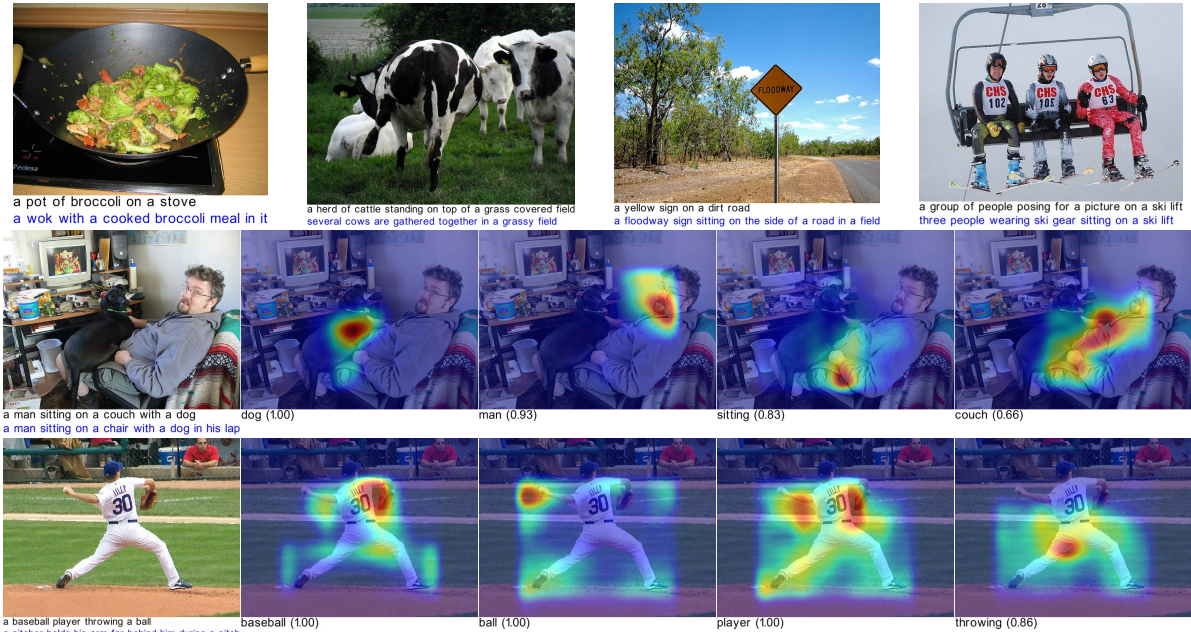 28
CHS
102
CHS
105
CHS
63
FLOODWAY
a pot of broccoli on a stove
a wok with a cooked broccoli meal in it
a herd of cattle standing on top of a grass covered field
several cows are gathered together in a grassy field
a yellow sign on a dirt road
a floodway sign sitting on the side of a road in a field
a group of people posing for a picture on a ski lift
three people wearing ski gear sitting on a ski lift
a man sitting on a couch with a dog
a man sitting on a chair with a dog in his lap
dog (1.00)
man (0.93)
sitting (0.83)
couch (0.66)
LILLY
30
30
30
30
30
a baseball player throwing a ball
baseball (1.00)
ball (1.00)
player (1.00)
throwing (0.86)